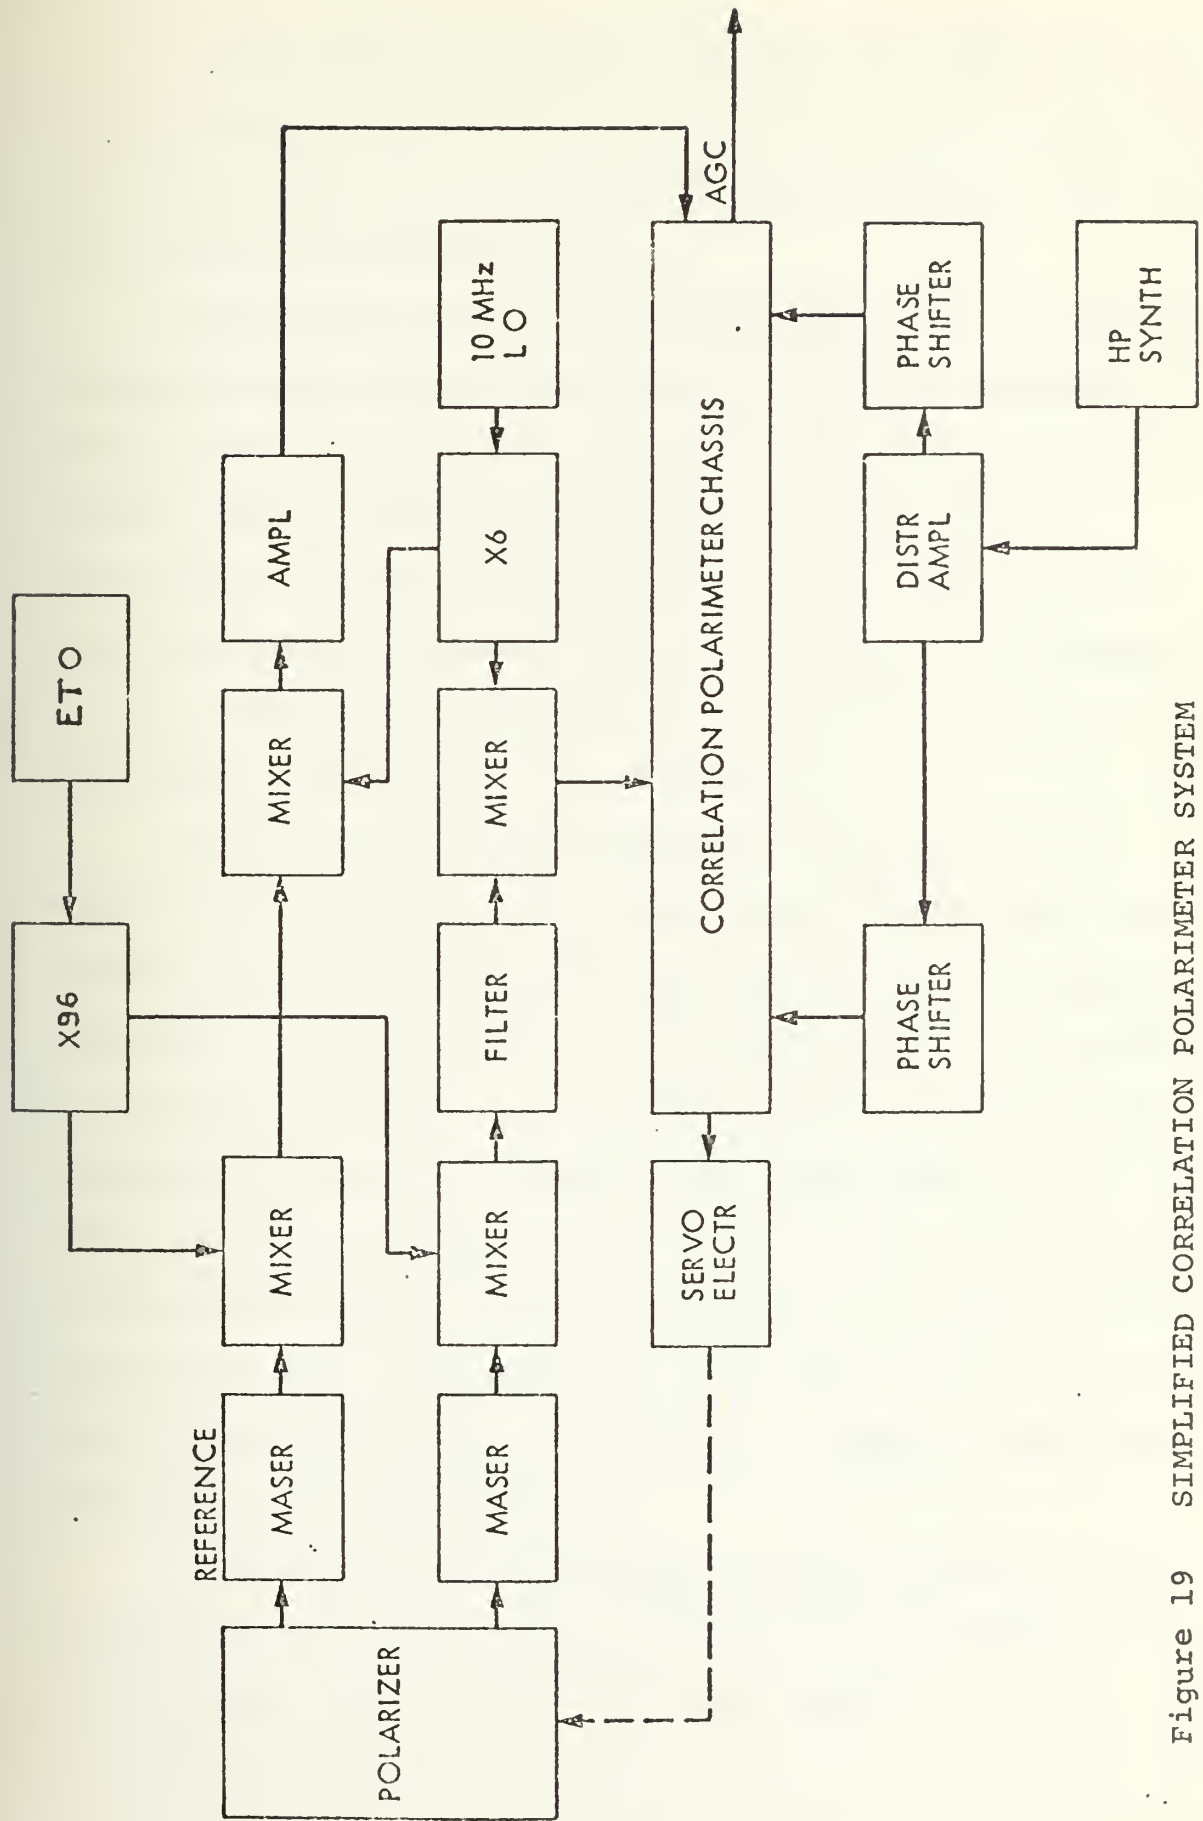 ETO
X96
REFERENCE
MASER
MIXER
MIXER
AMPL
POLARIZER
MASER
MIXER
FILTER
MIXER
X6
10 MHz
LO
SERVO
ELECTR
CORRELATION POLARIMETER CHASSIS
AGC
PHASE
SHIFTER
DISTR
AMPL
PHASE
SHIFTER
HP
SYNTH
Figure 19 SIMPLIFIED CORRELATION POLARIMETER SYSTEM